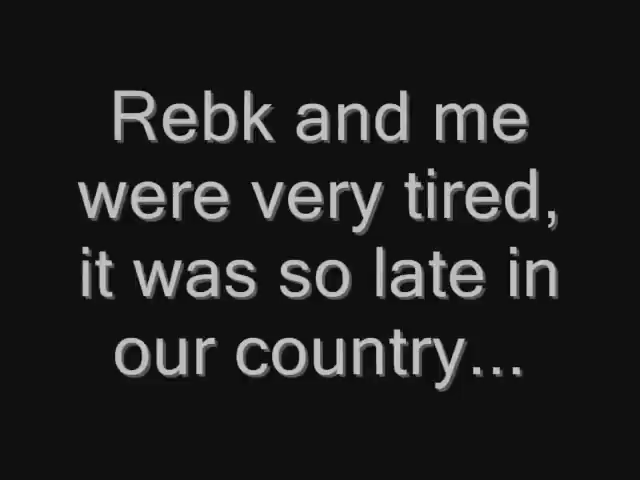 Rebk and me
were very tired,
it was so late in
our country...